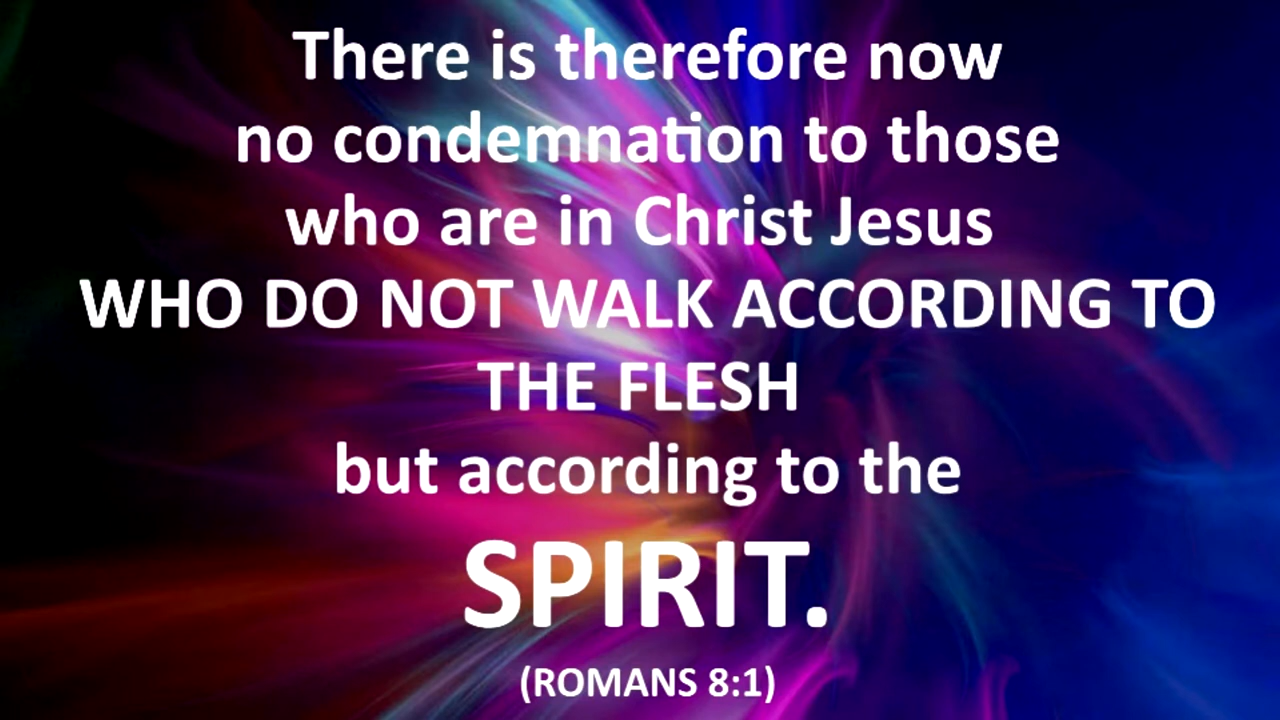 There is therefore now
no condemnation to those
who are in Christ Jesus
WHO DO NOT WALK ACCORDING TO
THE FLESH
but according to the
SPIRIT.
(ROMANS 8:1)